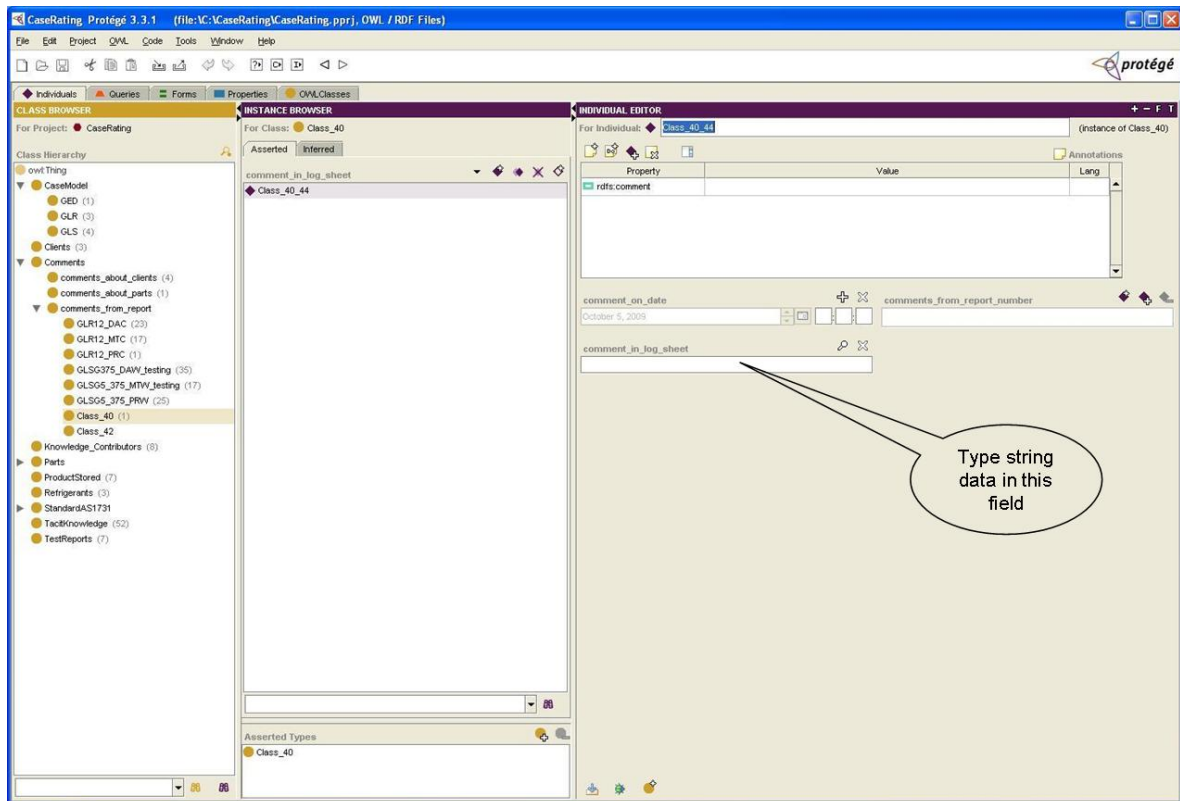 CaseRating Protégé 3.3.1 (file:\C:\CaseRating\CaseRating.pprj, OWL / RDF Files)
File Edit Project OWL Code Tools Window Help
protégé
Individuals Queries Forms Properties OWLClasses
CLASS BROWSER
For Project: CaseRating
Class Hierarchy
owl:Thing
CaseModel
GED (1)
GLR (3)
GLS (4)
Clients (3)
Comments
comments_about_clients (4)
comments_about_parts (1)
comments_from_report
GLR12_DAC (23)
GLR12_MTC (17)
GLR12_PRC (1)
GLSG375_DAVV_testing (35)
GLSG5_375_MTVV_testing (17)
GLSG5_375_PRVV (25)
Class_40 (1)
Class_42
Knowledge_Contributors (6)
Parts
ProductStored (7)
Refrigerants (3)
StandardAS1731
TacitKnowledge (52)
TestReports (7)
INSTANCE BROWSER
For Class: Class_40
Asserted Inferred
comment_in_log_sheet
Class_40_44
Asserted Types
Class_40
INDIVIDUAL EDITOR
+ − F T
For Individual: Class_40_44 (instance of Class_40)
Annotations
Property Value Lang
rdfs:comment
comment_on_date
October 5, 2009
comments_from_report_number
comment_in_log_sheet
Type string
data in this
field